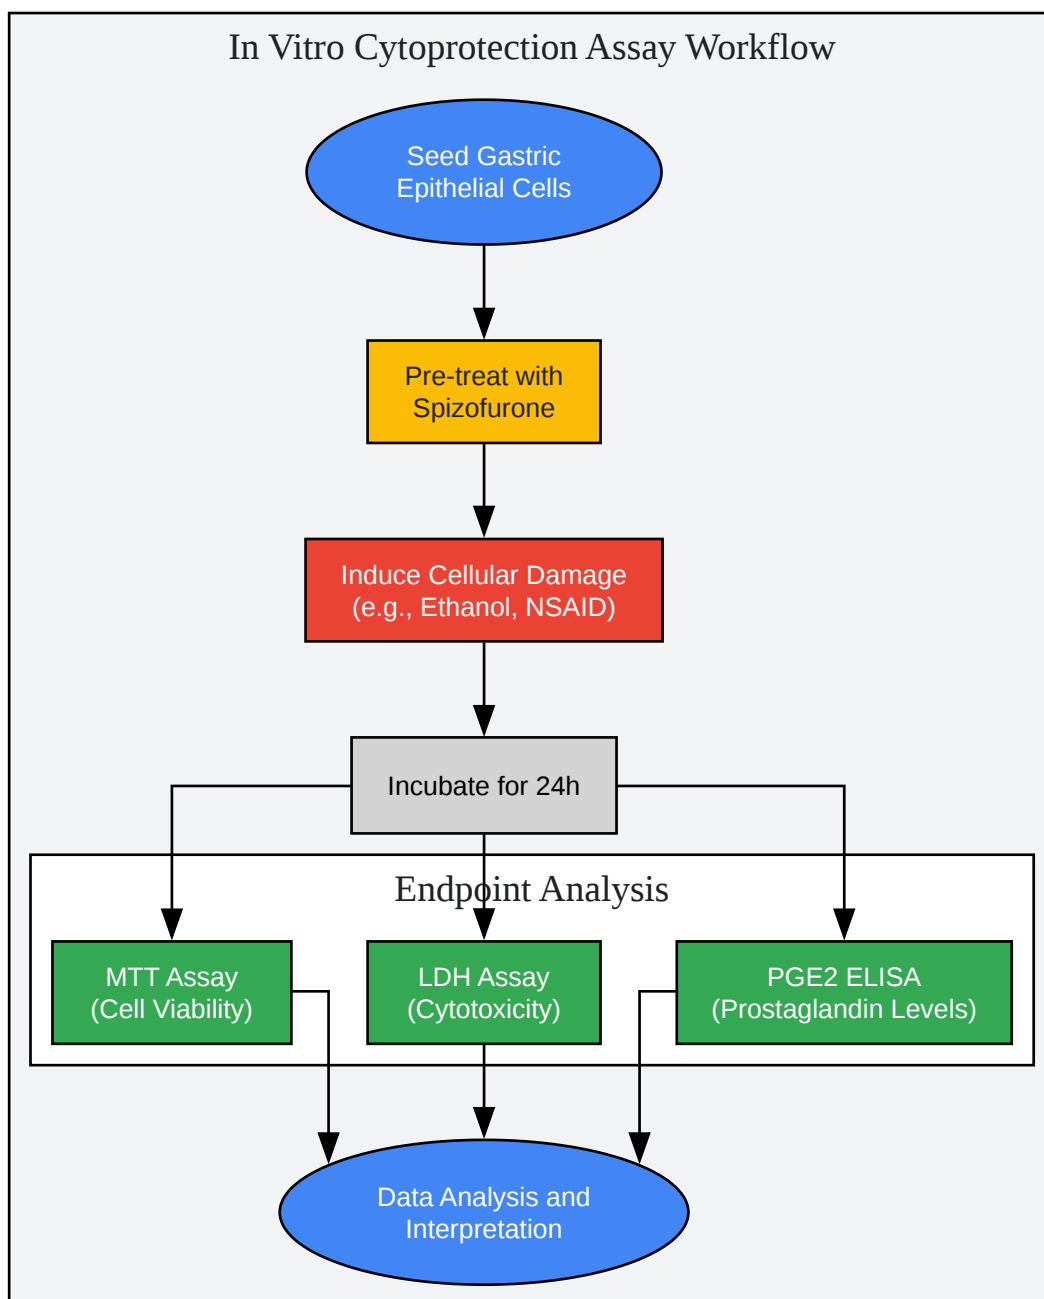 In Vitro Cytoprotection Assay Workflow
Seed Gastric
Epithelial Cells
Pre-treat with
Spizofurone
Induce Cellular Damage
(e.g., Ethanol, NSAID)
Incubate for 24h
Endpoint Analysis
MTT Assay
(Cell Viability)
LDH Assay
(Cytotoxicity)
PGE2 ELISA
(Prostaglandin Levels)
Data Analysis and
Interpretation